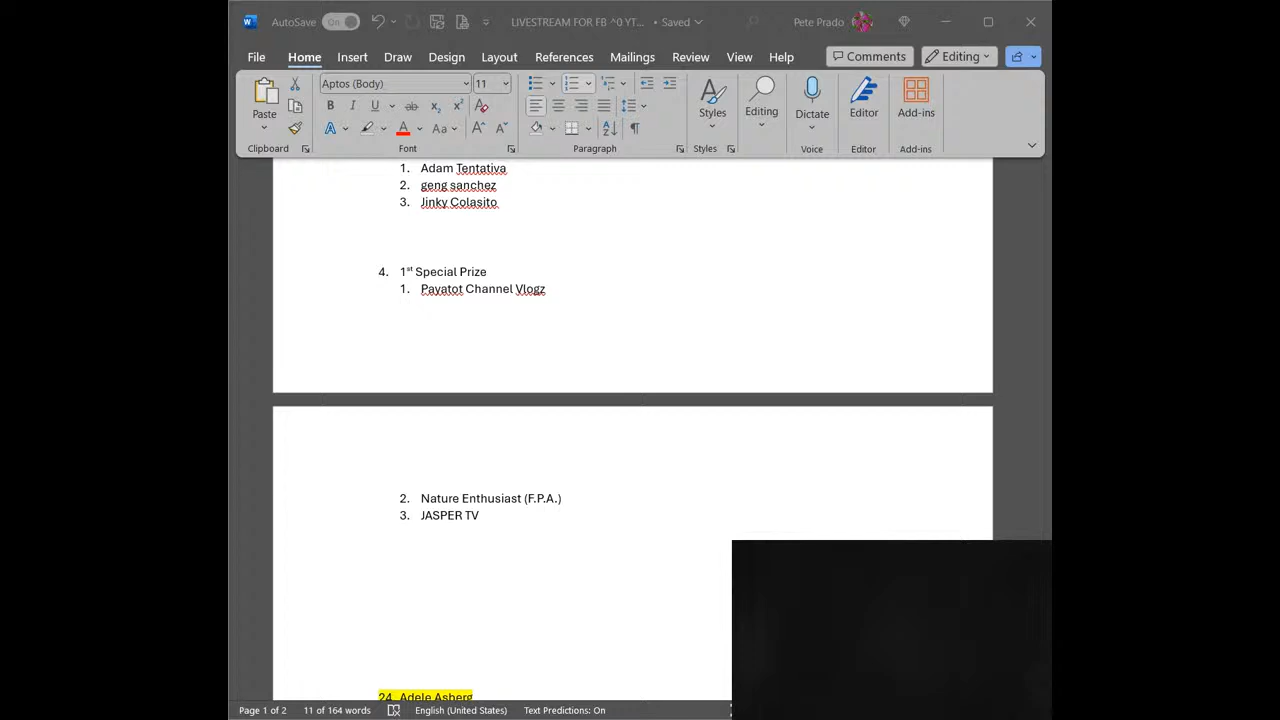 AutoSave On LIVESTREAM FOR FB ^0 YT... • Saved Pete Prado
File Home Insert Draw Design Layout References Mailings Review View Help Comments Editing
Aptos (Body) 11
Paste Styles Editing Dictate Editor Add-ins
Clipboard Font Paragraph Styles Voice Editor Add-ins
1. Adam Tentativa
2. geng sanchez
3. Jinky Colasito
4. 1st Special Prize
1. Payatot Channel Vlogz
2. Nature Enthusiast (F.P.A.)
3. JASPER TV
24. Adele Asberg
Page 1 of 2 11 of 164 words English (United States) Text Predictions: On